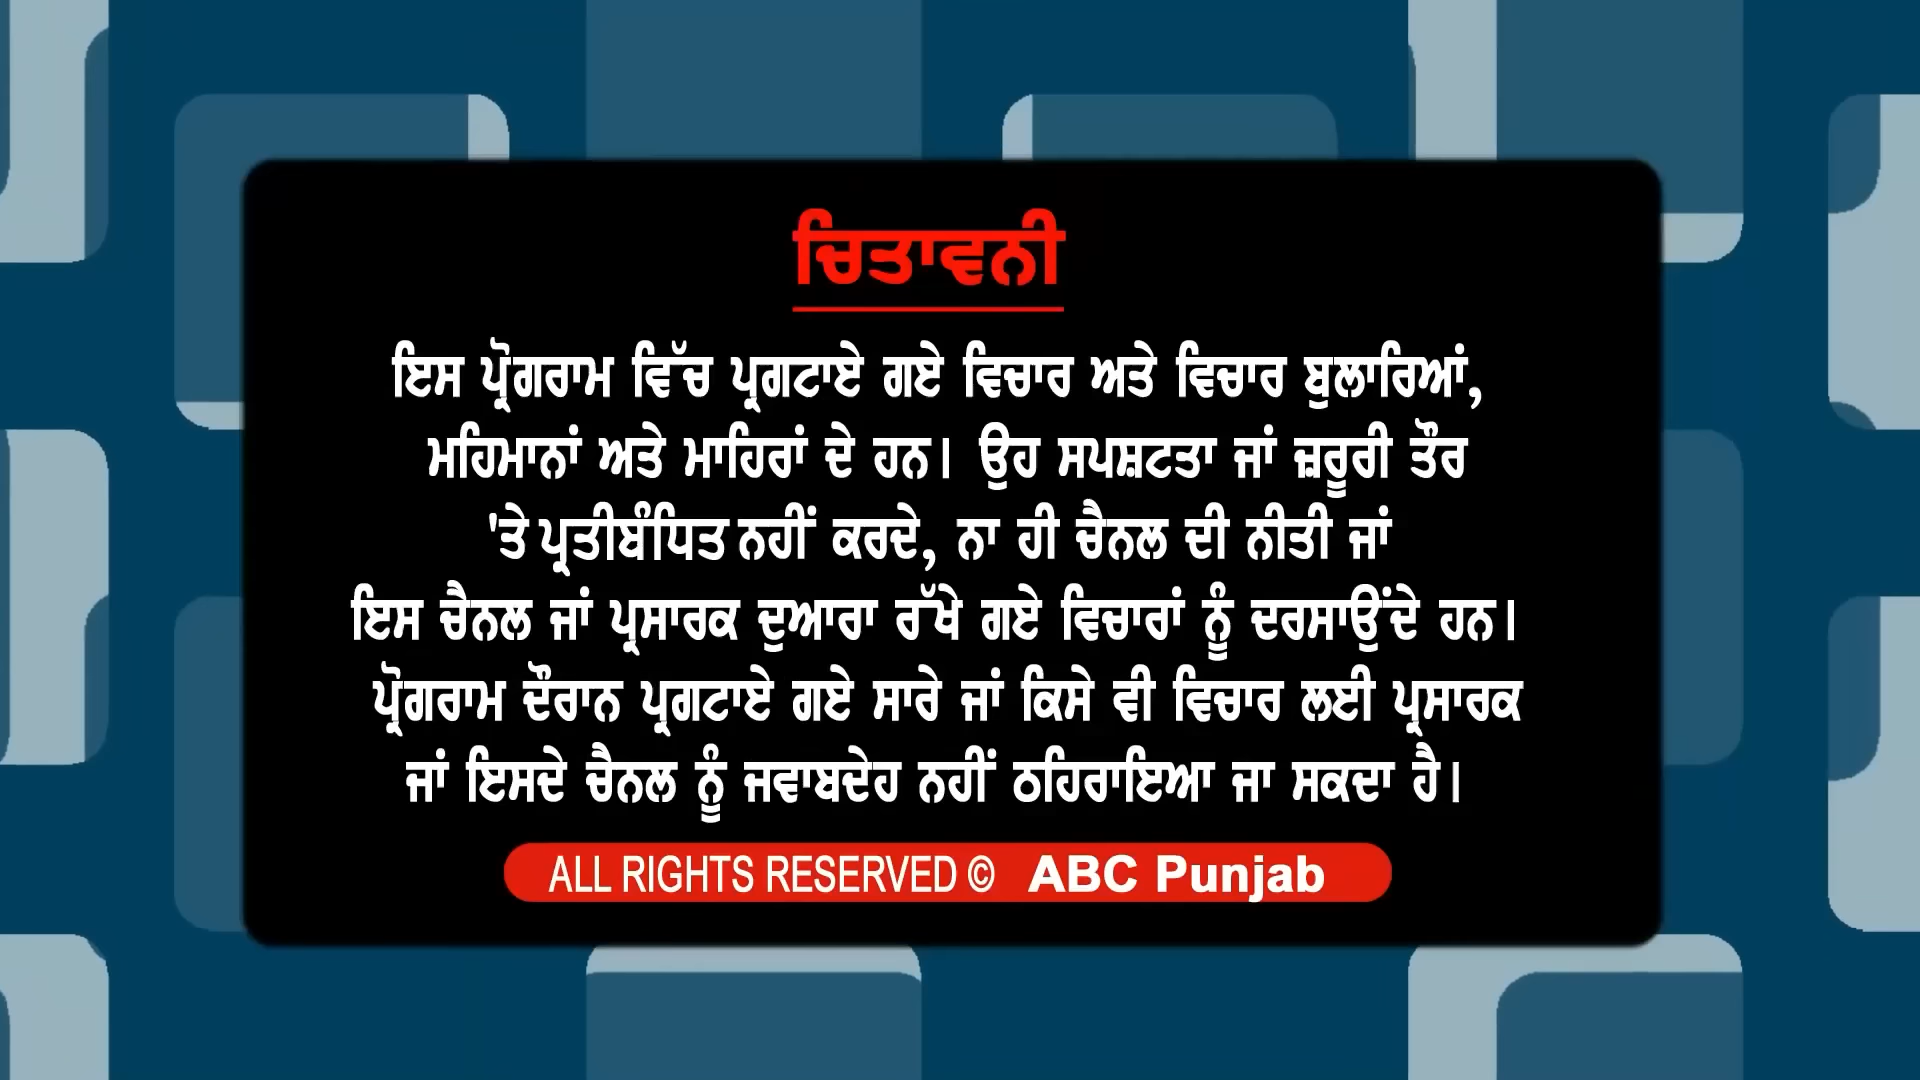 ਚਿਤਾਵਨੀ
ਇਸ ਪ੍ਰੋਗਰਾਮ ਵਿੱਚ ਪ੍ਰਗਟਾਏ ਗਏ ਵਿਚਾਰ ਅਤੇ ਵਿਚਾਰ ਬੁਲਾਰਿਆਂ,
ਮਹਿਮਾਨਾਂ ਅਤੇ ਮਾਹਿਰਾਂ ਦੇ ਹਨ। ਉਹ ਸਪਸ਼ਟਤਾ ਜਾਂ ਜ਼ਰੂਰੀ ਤੌਰ
'ਤੇ ਪ੍ਰਤੀਬੰਧਿਤ ਨਹੀਂ ਕਰਦੇ, ਨਾ ਹੀ ਚੈਨਲ ਦੀ ਨੀਤੀ ਜਾਂ
ਇਸ ਚੈਨਲ ਜਾਂ ਪ੍ਰਸਾਰਕ ਦੁਆਰਾ ਰੱਖੇ ਗਏ ਵਿਚਾਰਾਂ ਨੂੰ ਦਰਸਾਉਂਦੇ ਹਨ।
ਪ੍ਰੋਗਰਾਮ ਦੌਰਾਨ ਪ੍ਰਗਟਾਏ ਗਏ ਸਾਰੇ ਜਾਂ ਕਿਸੇ ਵੀ ਵਿਚਾਰ ਲਈ ਪ੍ਰਸਾਰਕ
ਜਾਂ ਇਸਦੇ ਚੈਨਲ ਨੂੰ ਜਵਾਬਦੇਹ ਨਹੀਂ ਠਹਿਰਾਇਆ ਜਾ ਸਕਦਾ ਹੈ।
ALL RIGHTS RESERVED © ABC Punjab